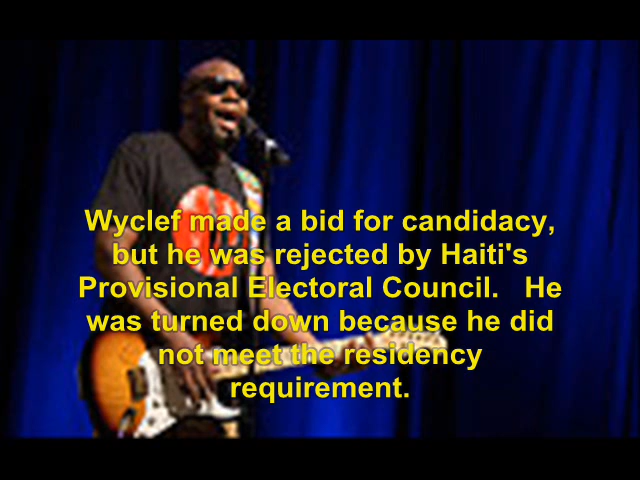 Wyclef made a bid for candidacy,
but he was rejected by Haiti's
Provisional Electoral Council.   He
was turned down because he did
not meet the residency
requirement.